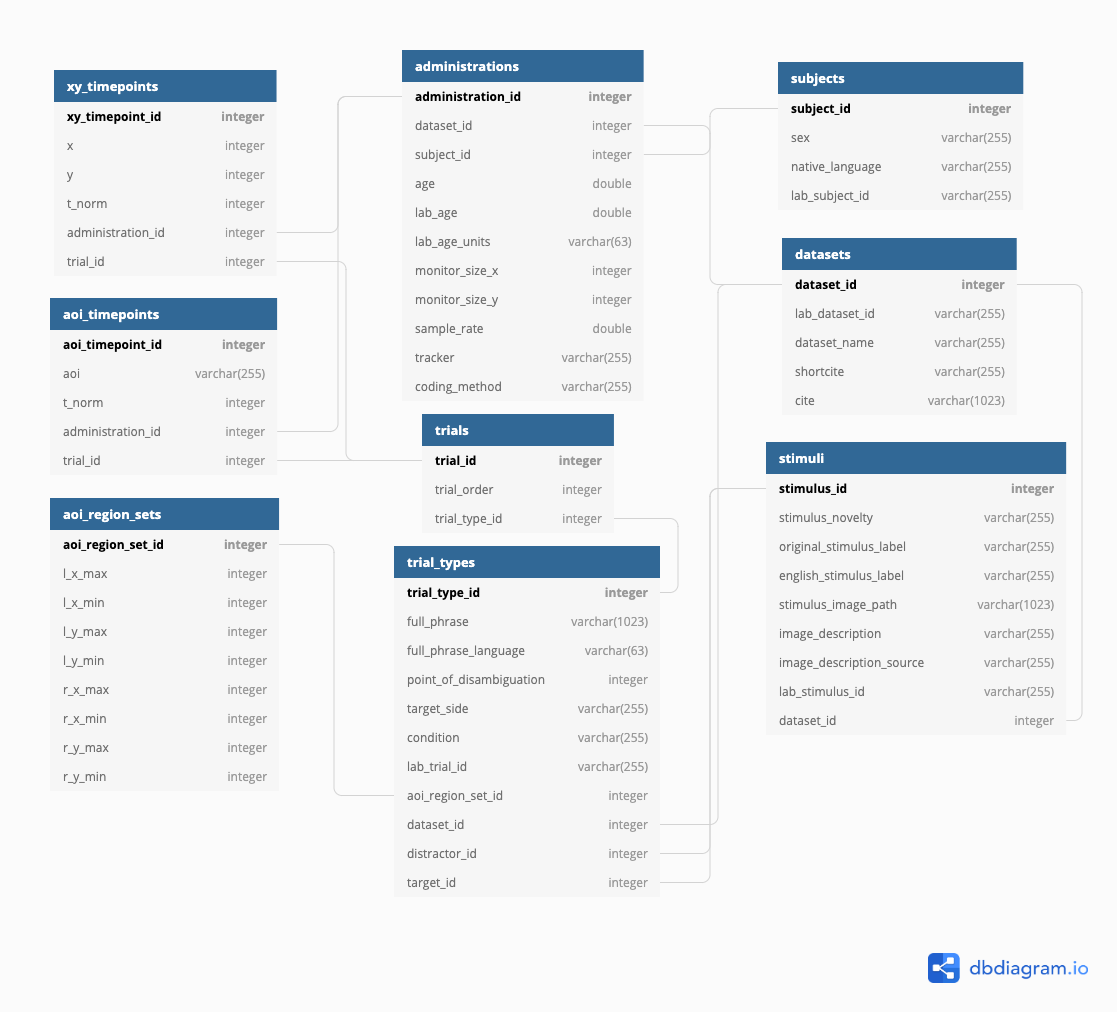 xy_timepoints
xy_timepoint_id integer
x integer
y integer
t_norm integer
administration_id integer
trial_id integer
aoi_timepoints
aoi_timepoint_id integer
aoi varchar(255)
t_norm integer
administration_id integer
trial_id integer
aoi_region_sets
aoi_region_set_id integer
l_x_max integer
l_x_min integer
l_y_max integer
l_y_min integer
r_x_max integer
r_x_min integer
r_y_max integer
r_y_min integer
administrations
administration_id integer
dataset_id integer
subject_id integer
age double
lab_age double
lab_age_units varchar(63)
monitor_size_x integer
monitor_size_y integer
sample_rate double
tracker varchar(255)
coding_method varchar(255)
trials
trial_id integer
trial_order integer
trial_type_id integer
trial_types
trial_type_id integer
full_phrase varchar(1023)
full_phrase_language varchar(63)
point_of_disambiguation integer
target_side varchar(255)
condition varchar(255)
lab_trial_id varchar(255)
aoi_region_set_id integer
dataset_id integer
distractor_id integer
target_id integer
subjects
subject_id integer
sex varchar(255)
native_language varchar(255)
lab_subject_id varchar(255)
datasets
dataset_id integer
lab_dataset_id varchar(255)
dataset_name varchar(255)
shortcite varchar(255)
cite varchar(1023)
stimuli
stimulus_id integer
stimulus_novelty varchar(255)
original_stimulus_label varchar(255)
english_stimulus_label varchar(255)
stimulus_image_path varchar(1023)
image_description varchar(255)
image_description_source varchar(255)
lab_stimulus_id varchar(255)
dataset_id integer
dbdiagram.io